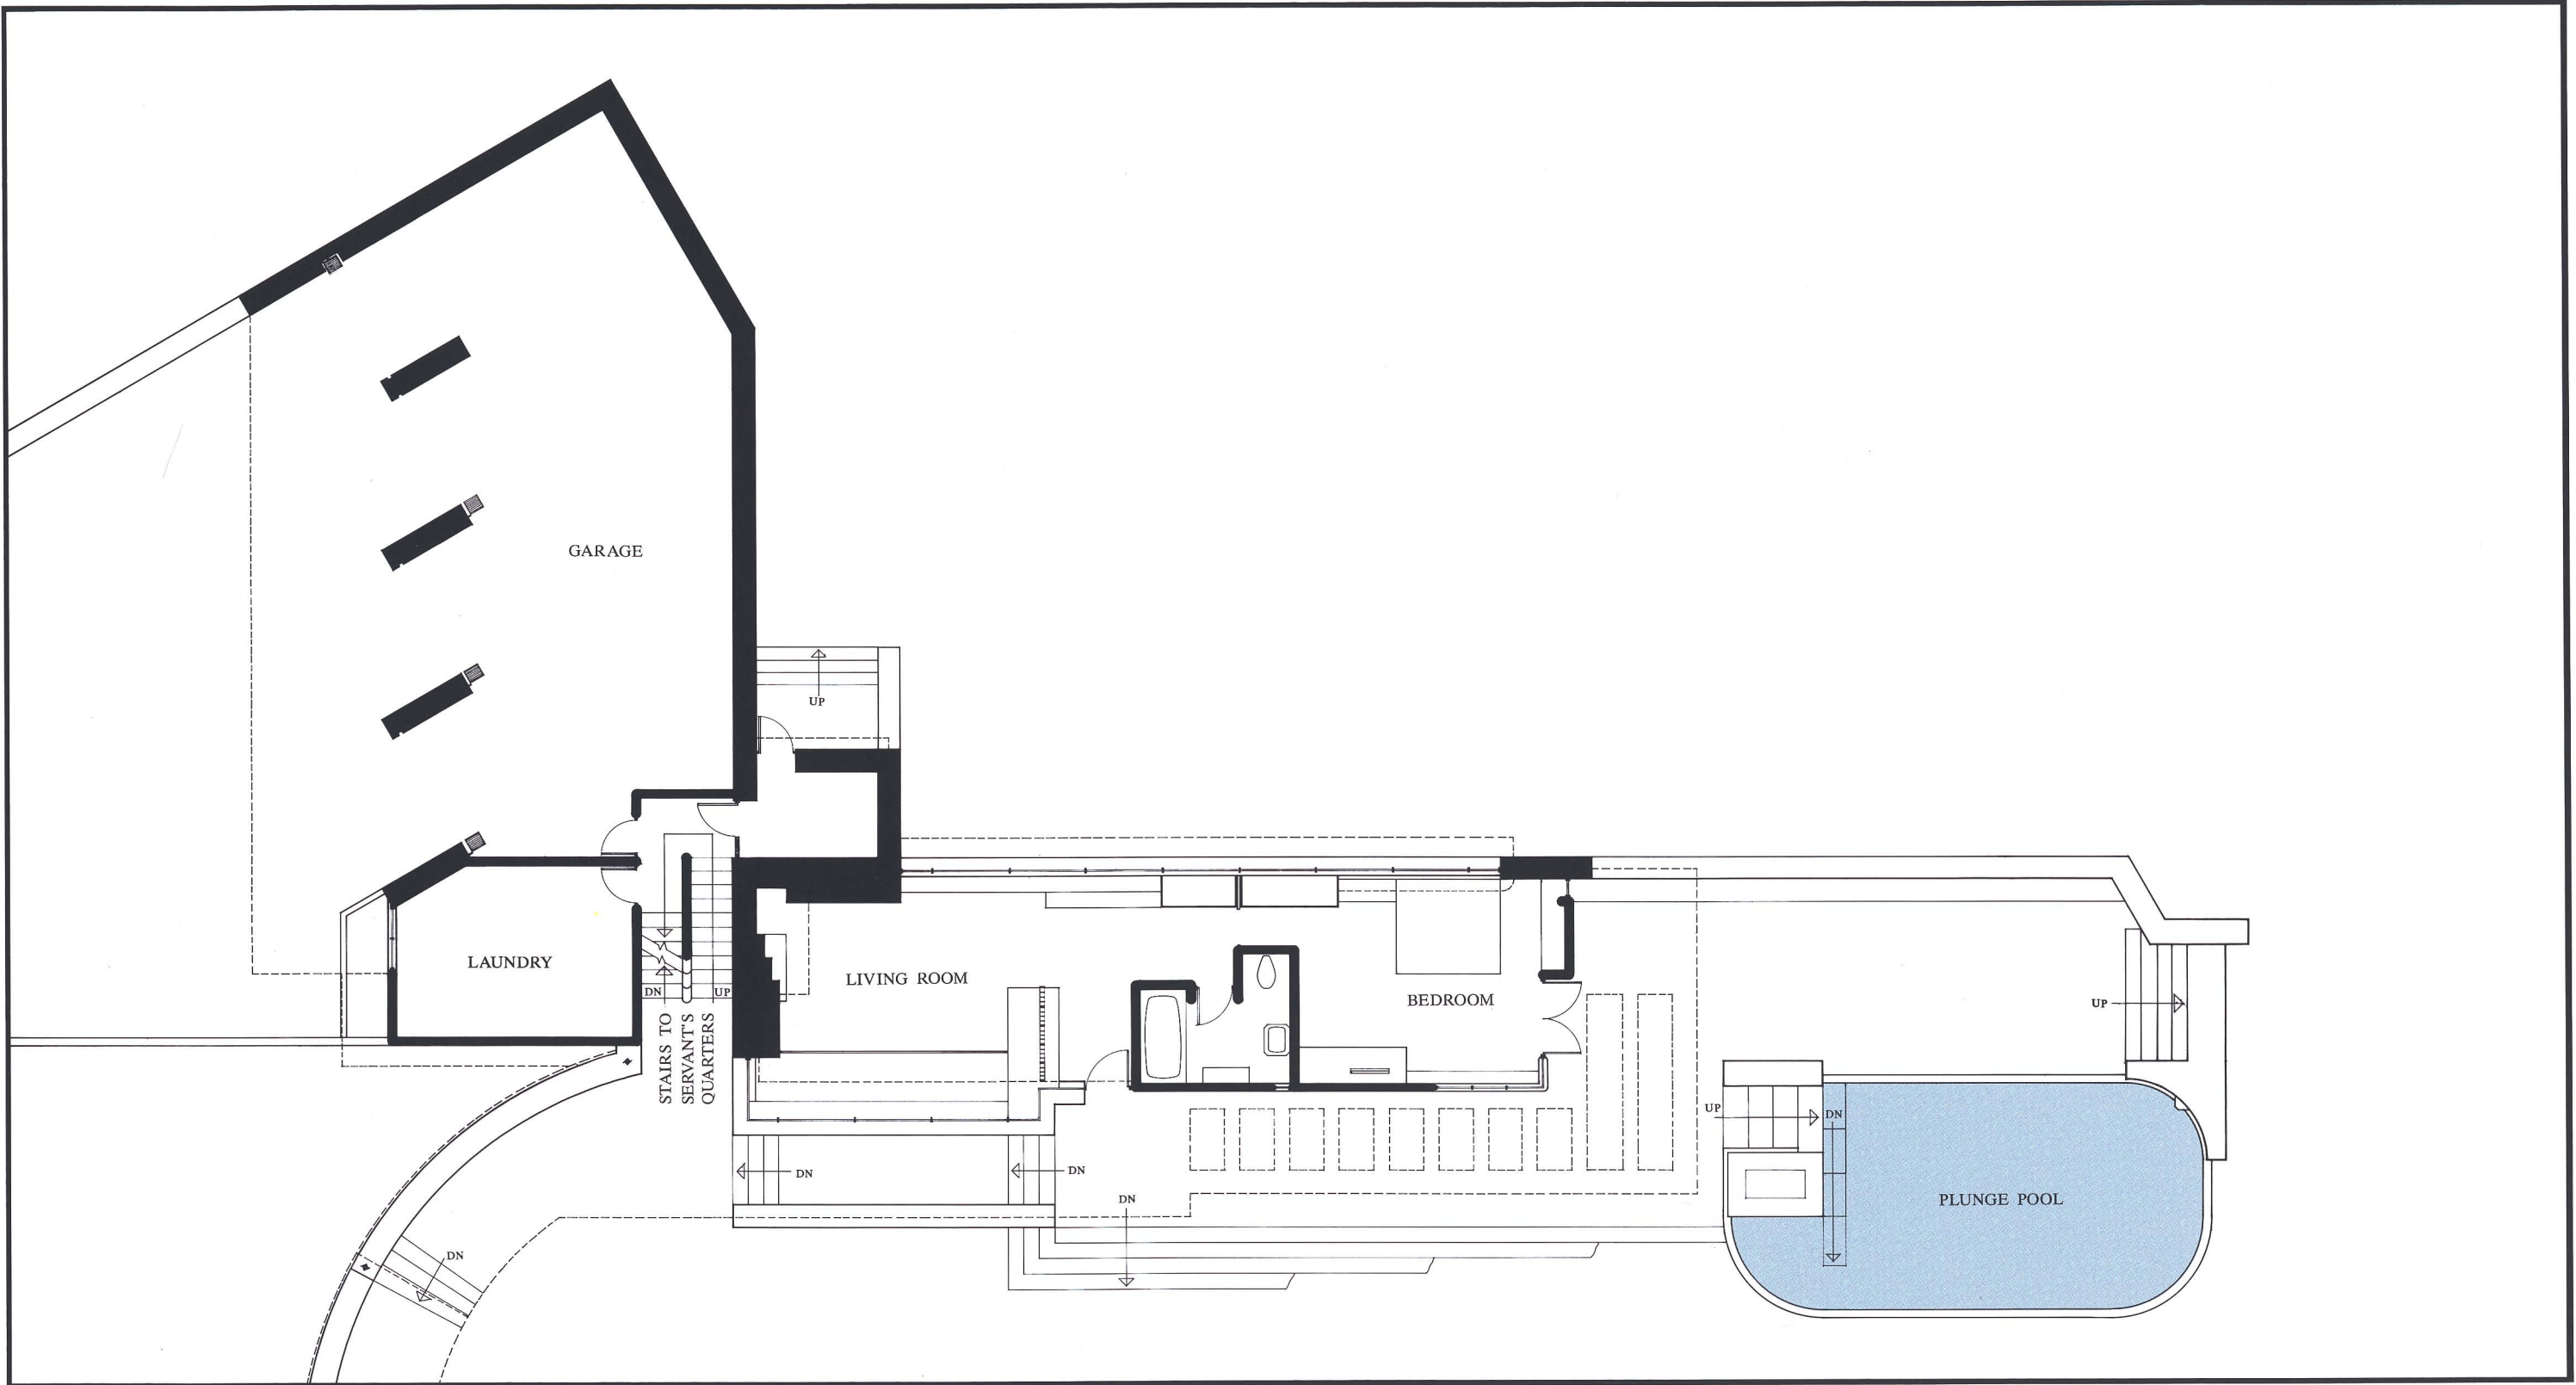 GARAGE
UP
LAUNDRY
DN
UP
STAIRS TO
SERVANT'S
QUARTERS
LIVING ROOM
BEDROOM
UP
UP
DN
DN
DN
DN
PLUNGE POOL
DN